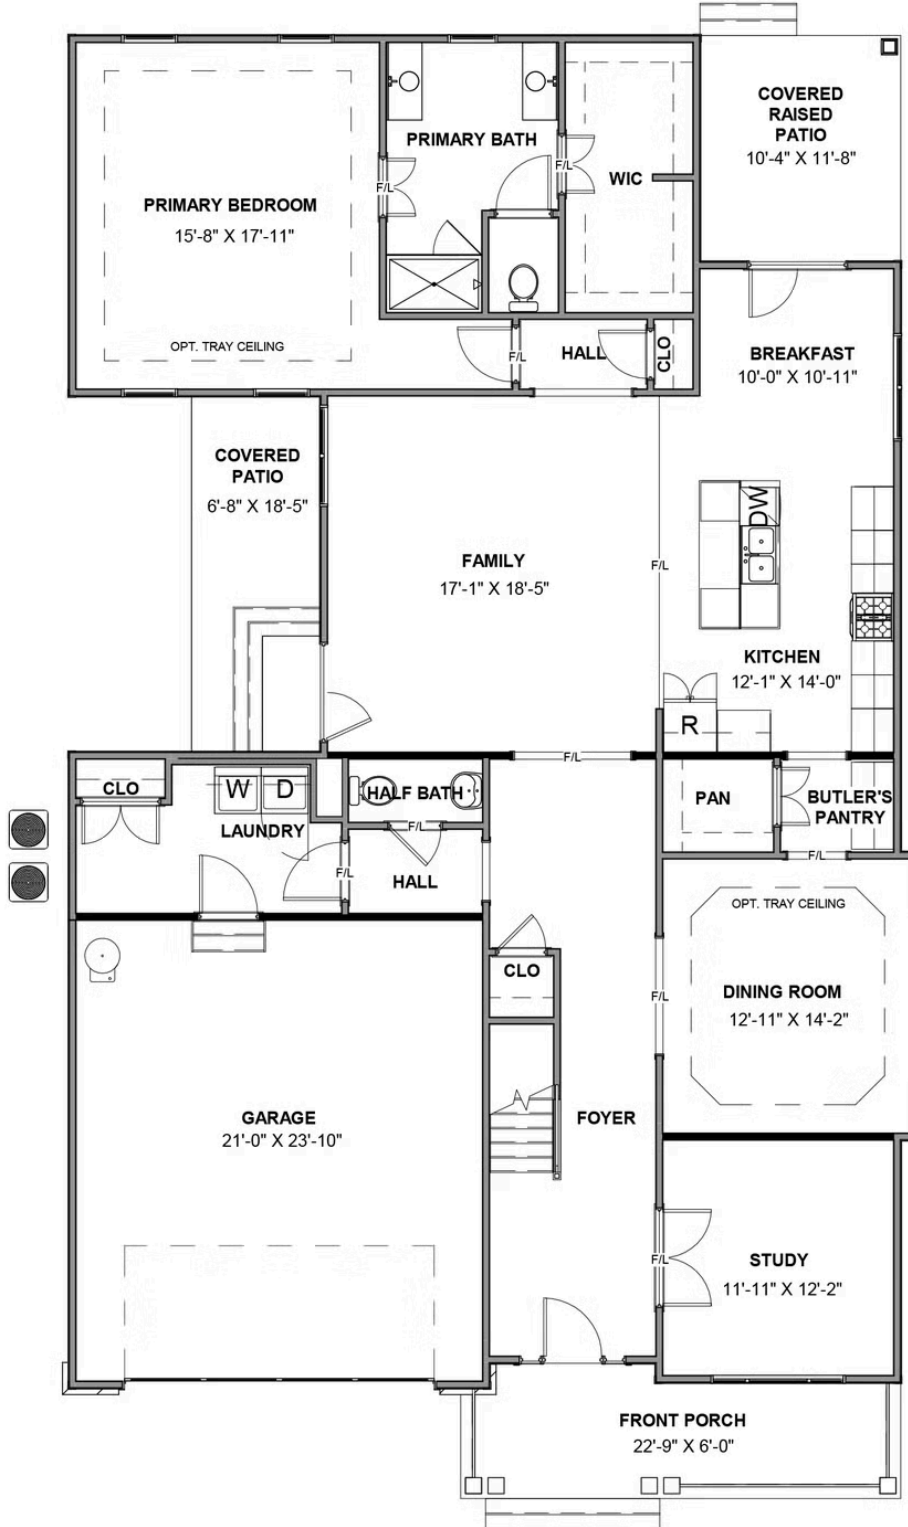 COVERED
RAISED
PATIO
10'-4" X 11'-8"
PRIMARY BATH
F/L
WIC
F/L
PRIMARY BEDROOM
15'-8" X 17'-11"
OPT. TRAY CEILING
F/L
HALL
CLO
BREAKFAST
10'-0" X 10'-11"
COVERED
PATIO
6'-8" X 18'-5"
DW
FAMILY
17'-1" X 18'-5"
F/L
KITCHEN
12'-1" X 14'-0"
R
F/L
CLO
W
D
HALF BATH
PAN
BUTLER'S
PANTRY
LAUNDRY
F/L
F/L
F/L
HALL
OPT. TRAY CEILING
CLO
DINING ROOM
12'-11" X 14'-2"
F/L
GARAGE
21'-0" X 23'-10"
FOYER
STUDY
11'-11" X 12'-2"
F/L
FRONT PORCH
22'-9" X 6'-0"